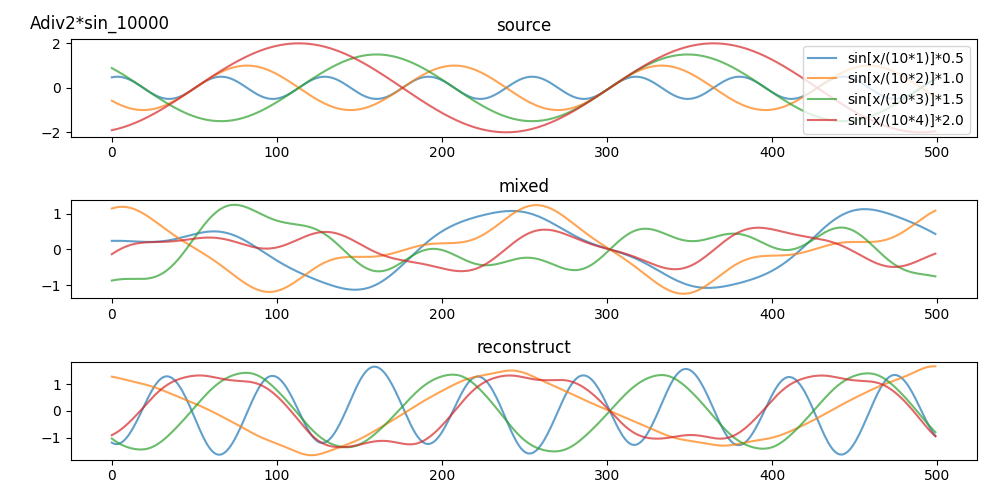 Adiv2*sin_10000
source
2
0
−2
sin[x/(10*1)]*0.5
sin[x/(10*2)]*1.0
sin[x/(10*3)]*1.5
sin[x/(10*4)]*2.0
0 100 200 300 400 500
mixed
1
0
−1
0 100 200 300 400 500
reconstruct
1
0
−1
0 100 200 300 400 500